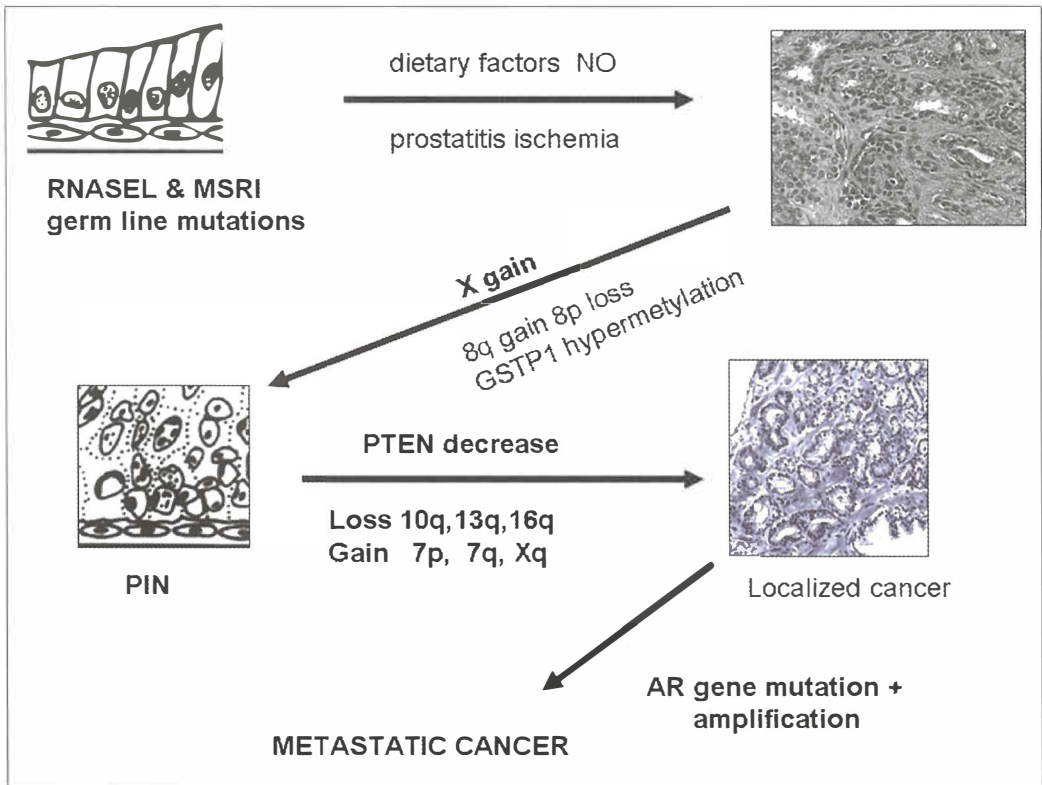 dietary factors NO
prostatitis ischemia
RNASEL & MSRI
germ line mutations
X gain
8q gain 8p loss
GSTP1 hypermetylation
PTEN decrease
Loss 10q,13q,16q
Gain 7p, 7q, Xq
PIN
Localized cancer
AR gene mutation +
amplification
METASTATIC CANCER